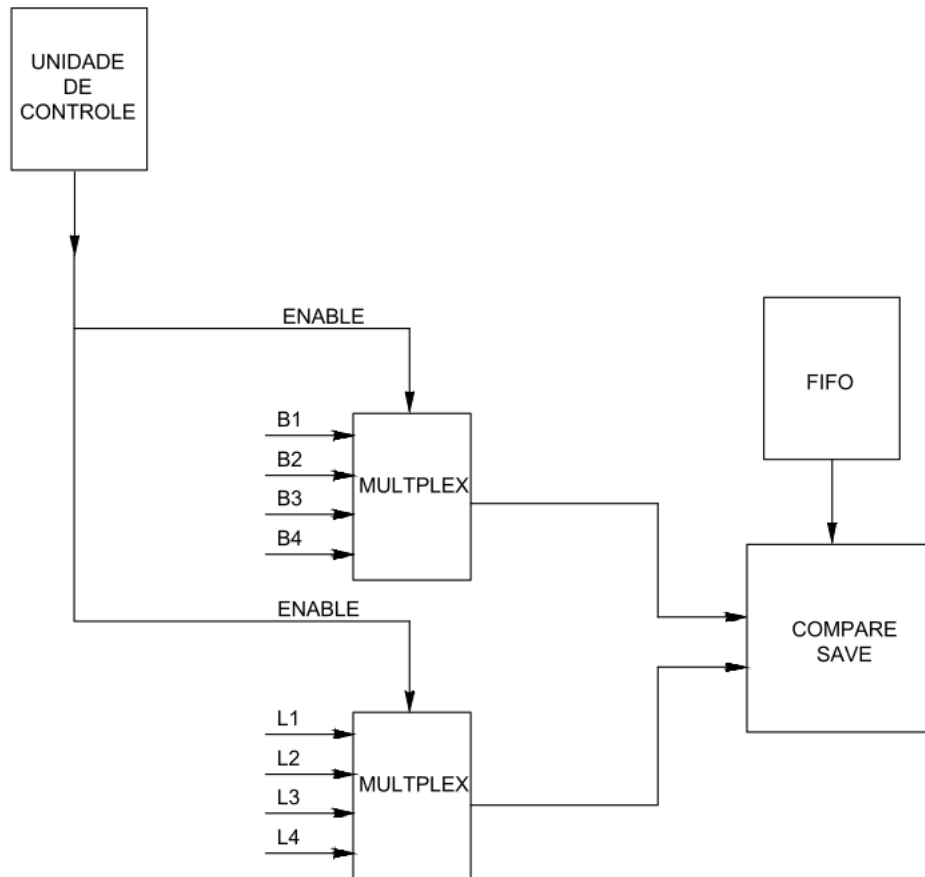 UNIDADE
DE
CONTROLE
ENABLE
FIFO
B1
B2
B3
B4
MULTPLEX
ENABLE
COMPARE
SAVE
L1
L2
L3
L4
MULTPLEX